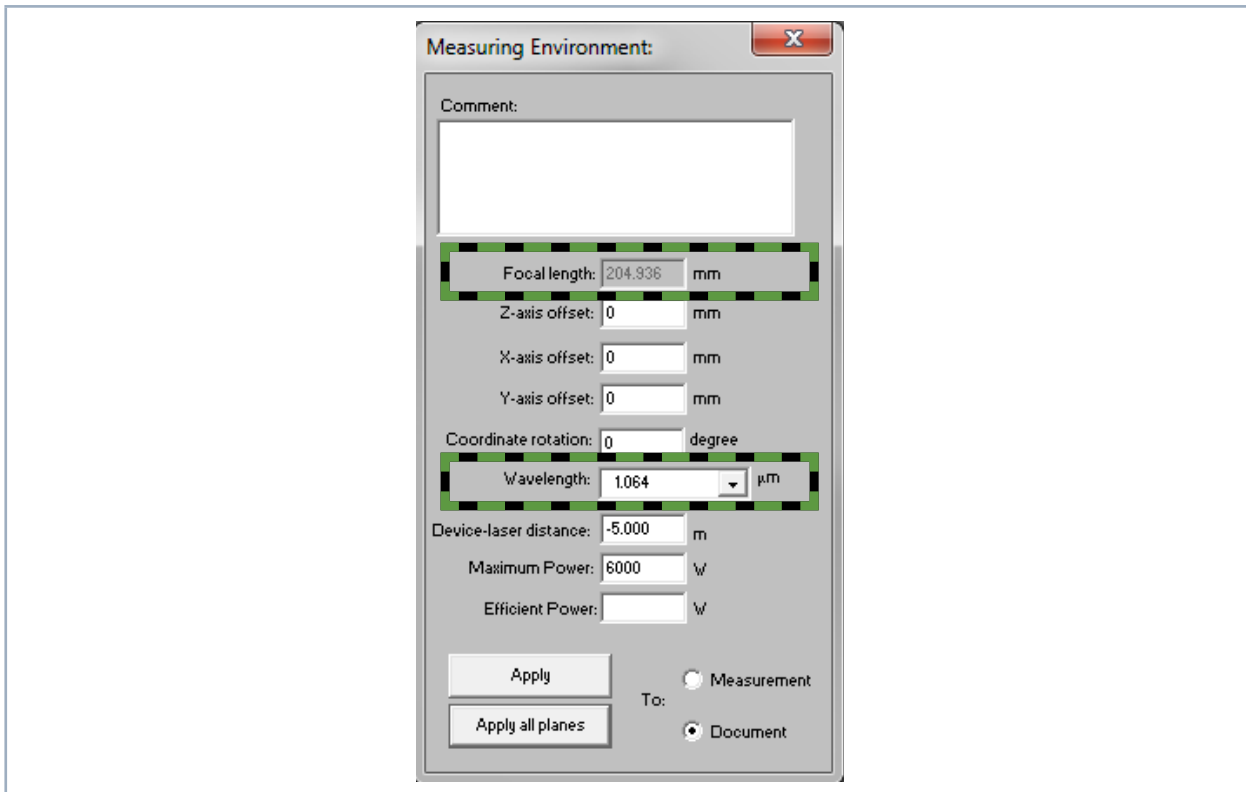 Measuring Environment:
Comment:
Focal length: 204.936 mm
Z-axis offset: 0 mm
X-axis offset: 0 mm
Y-axis offset: 0 mm
Coordinate rotation: 0 degree
Wavelength: 1.064 µm
Device-laser distance: -5.000 m
Maximum Power: 6000 W
Efficient Power: W
Apply
Measurement
To:
Apply all planes
Document